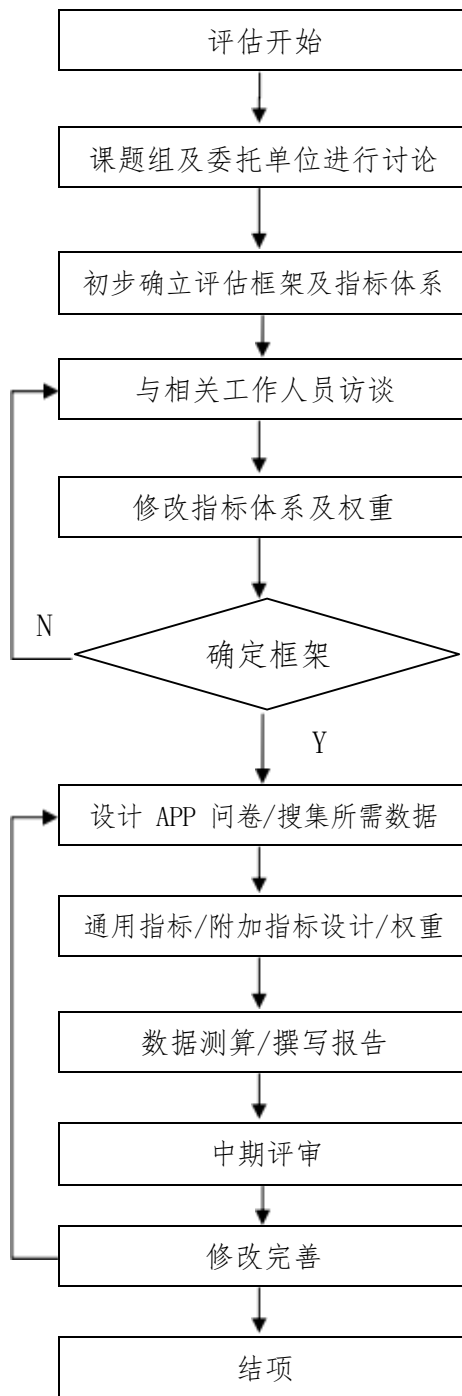 评估开始
课题组及委托单位进行讨论
初步确立评估框架及指标体系
与相关工作人员访谈
修改指标体系及权重
N
确定框架
Y
设计 APP 问卷/搜集所需数据
通用指标/附加指标设计/权重
数据测算/撰写报告
中期评审
修改完善
结项